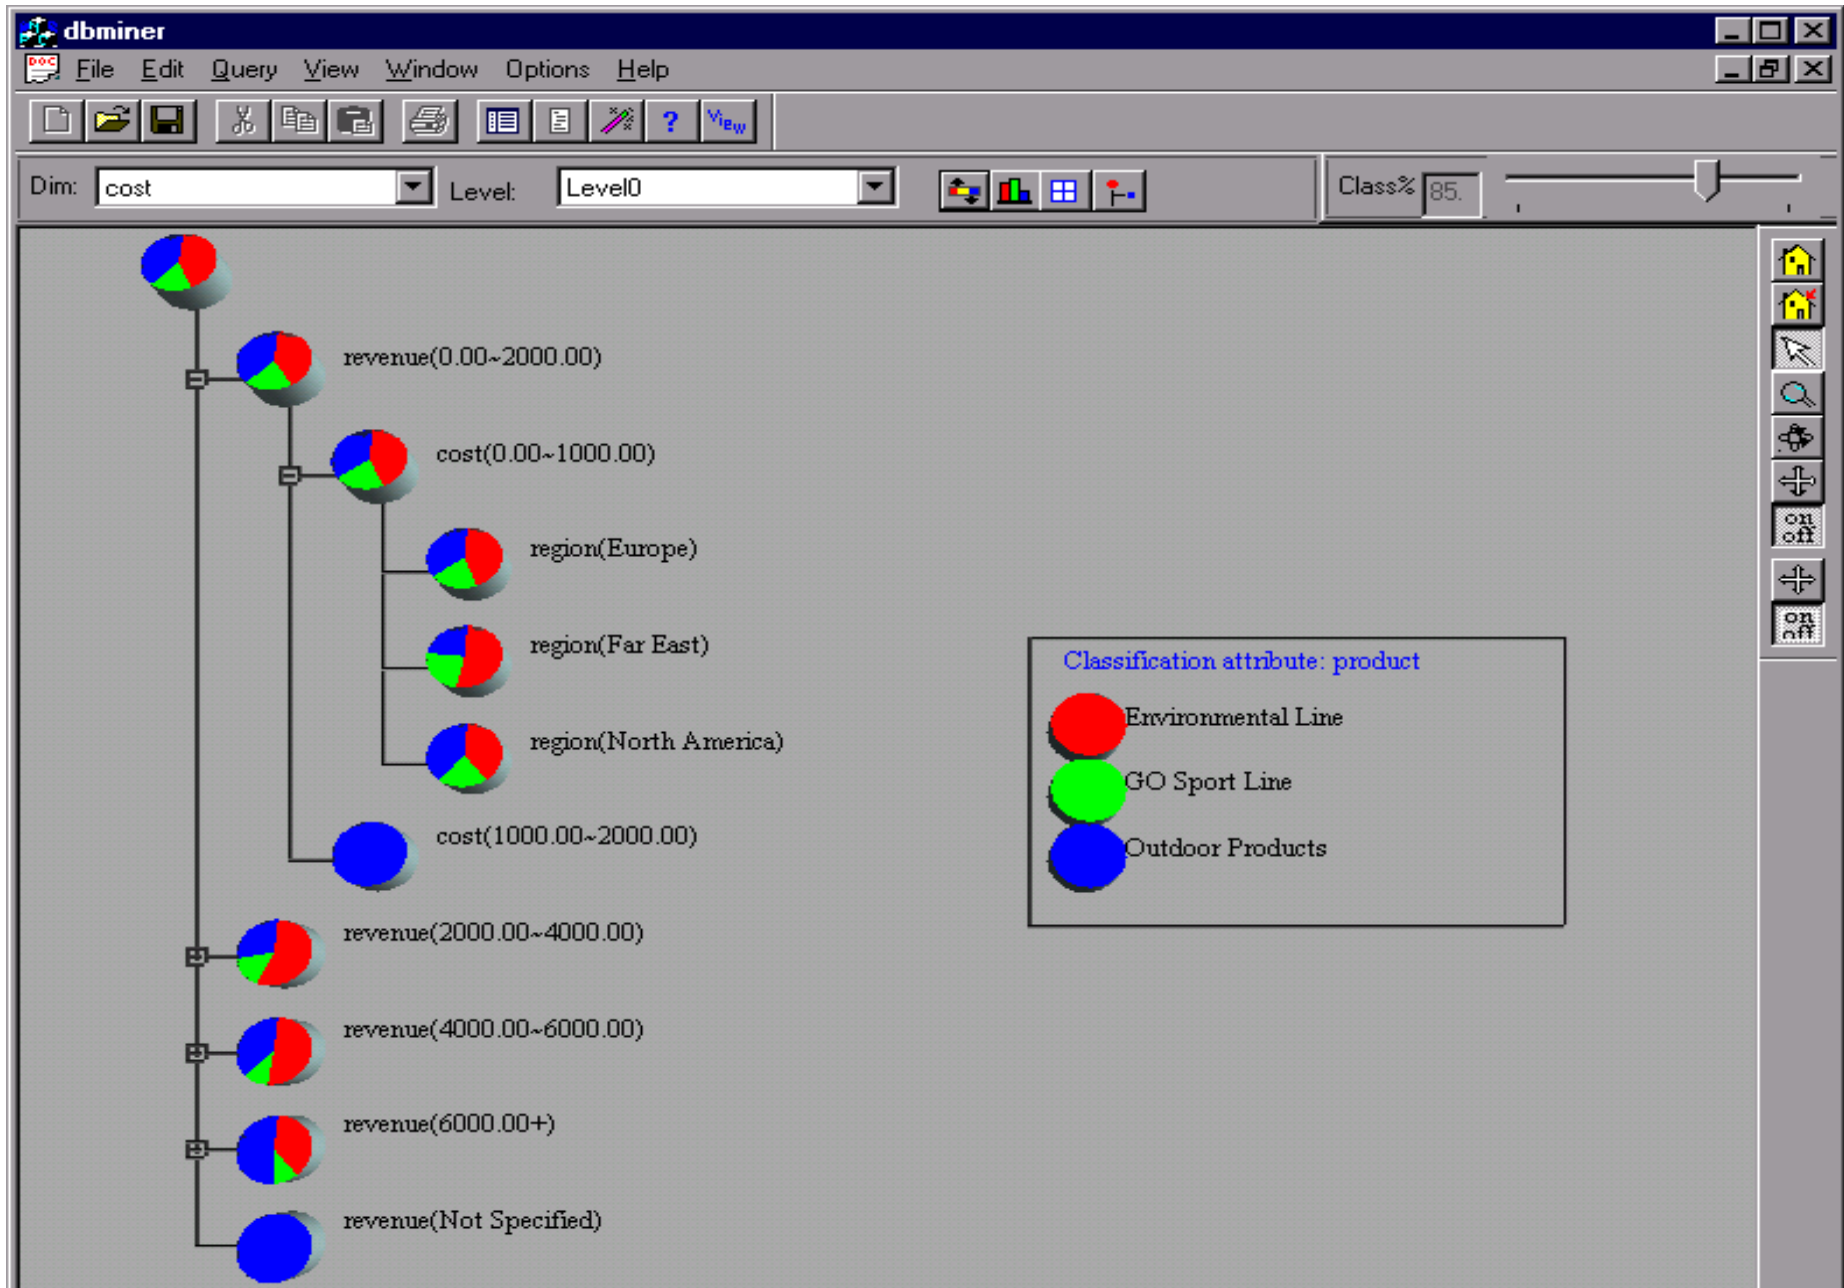 dbminer
DOC File Edit Query View Window Options Help
? View
Dim: cost Level: Level0 Class% 85.
revenue(0.00~2000.00)
cost(0.00~1000.00)
region(Europe)
on
off
region(Far East)
on
off
Classification attribute: product
Environmental Line
region(North America)
GO Sport Line
cost(1000.00~2000.00)
Outdoor Products
revenue(2000.00~4000.00)
revenue(4000.00~6000.00)
revenue(6000.00+)
revenue(Not Specified)